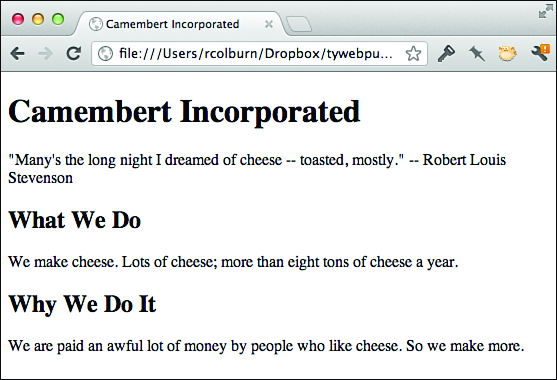 Camembert Incorporated
file:///Users/rcolburn/Dropbox/tywebpu...
Camembert Incorporated
"Many's the long night I dreamed of cheese -- toasted, mostly." -- Robert Louis
Stevenson
What We Do
We make cheese. Lots of cheese; more than eight tons of cheese a year.
Why We Do It
We are paid an awful lot of money by people who like cheese. So we make more.